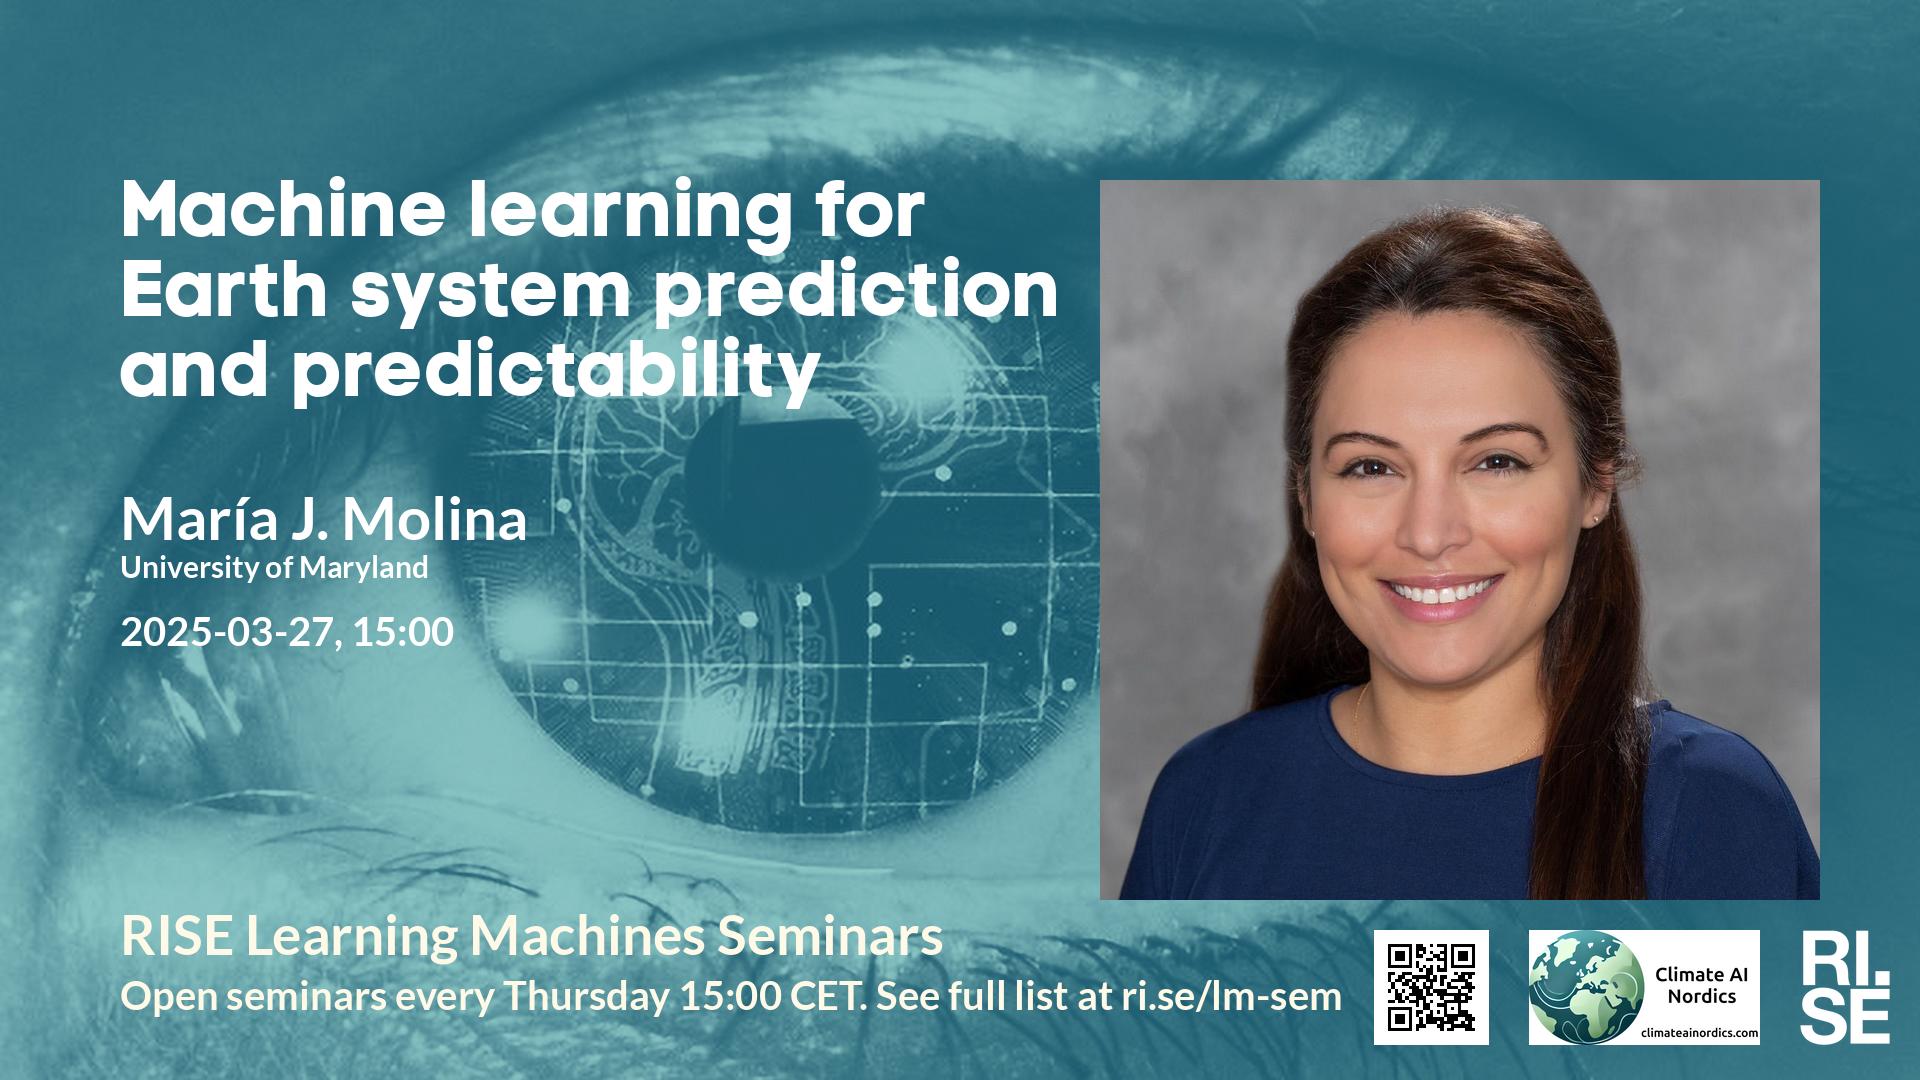 Machine learning for
Earth system prediction
and predictability
María J. Molina
University of Maryland
2025-03-27, 15:00
RISE Learning Machines Seminars
Open seminars every Thursday 15:00 CET. See full list at ri.se/lm-sem
Climate AI
Nordics
climateainordics.com
RI.
SE